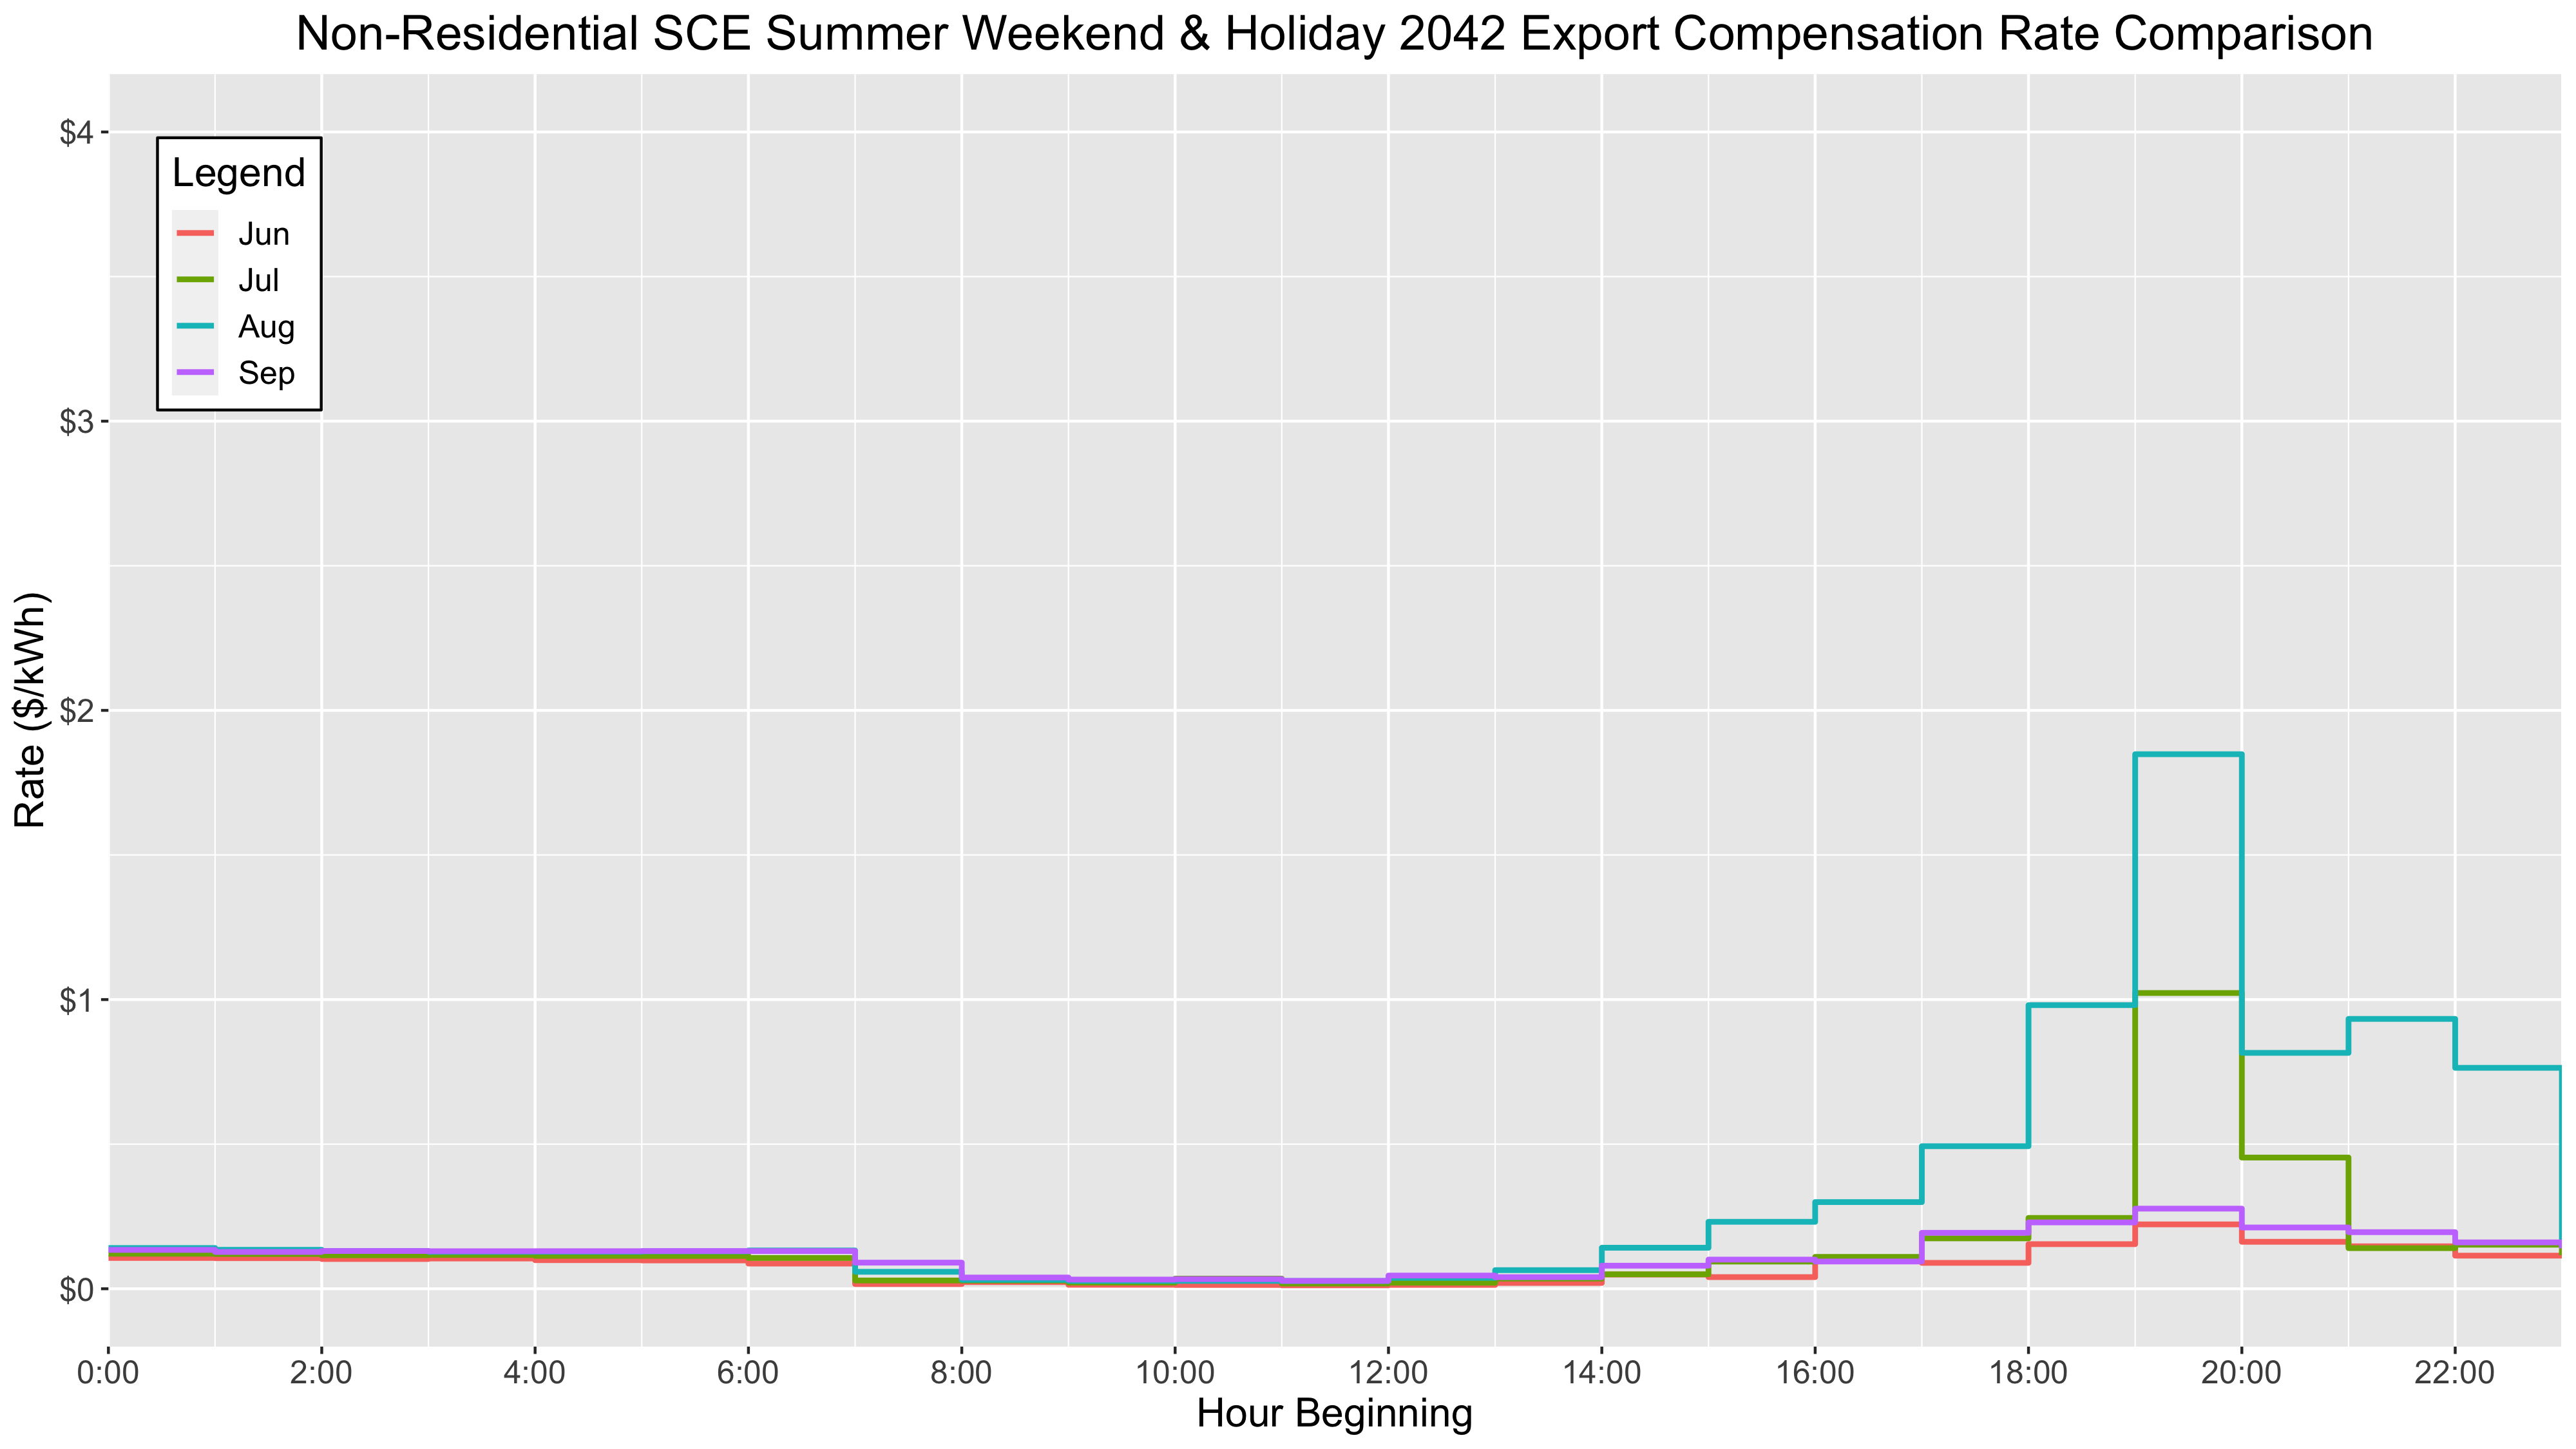 Non-Residential SCE Summer Weekend & Holiday 2042 Export Compensation Rate Comparison
$4
Legend
Jun
Jul
Aug
Sep
$3
$2
$1
$0
Rate ($/kWh)
0:00 2:00 4:00 6:00 8:00 10:00 12:00 14:00 16:00 18:00 20:00 22:00
Hour Beginning